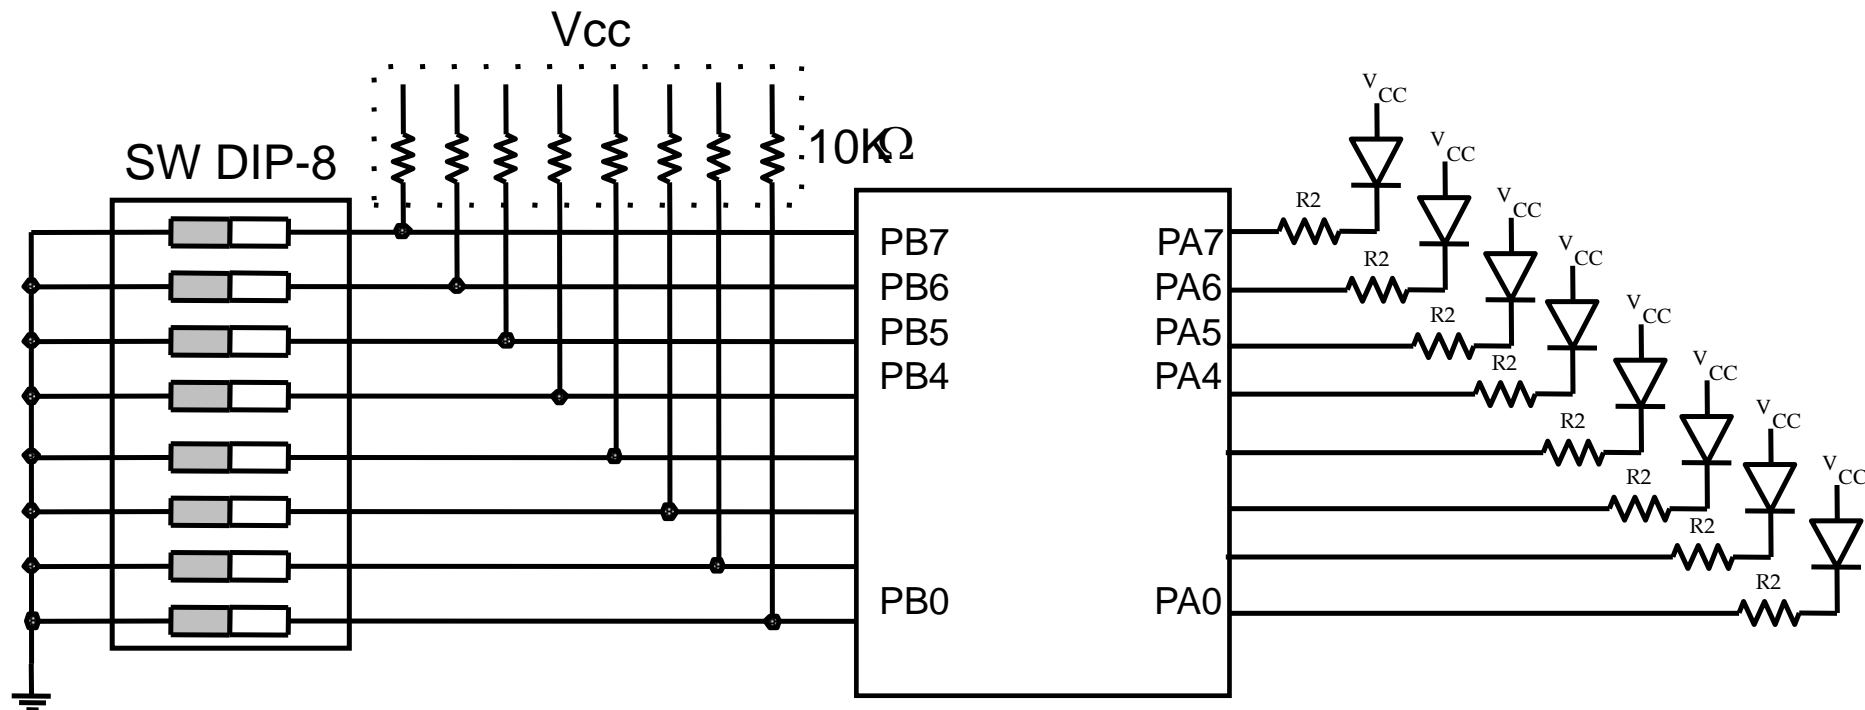 Vcc
SW DIP-8
10KΩ
PB7
PB6
PB5
PB4
PB0
PA7
PA6
PA5
PA4
PA0
VCC
R2
VCC
R2
VCC
R2
VCC
R2
VCC
R2
VCC
R2
VCC
R2
VCC
R2